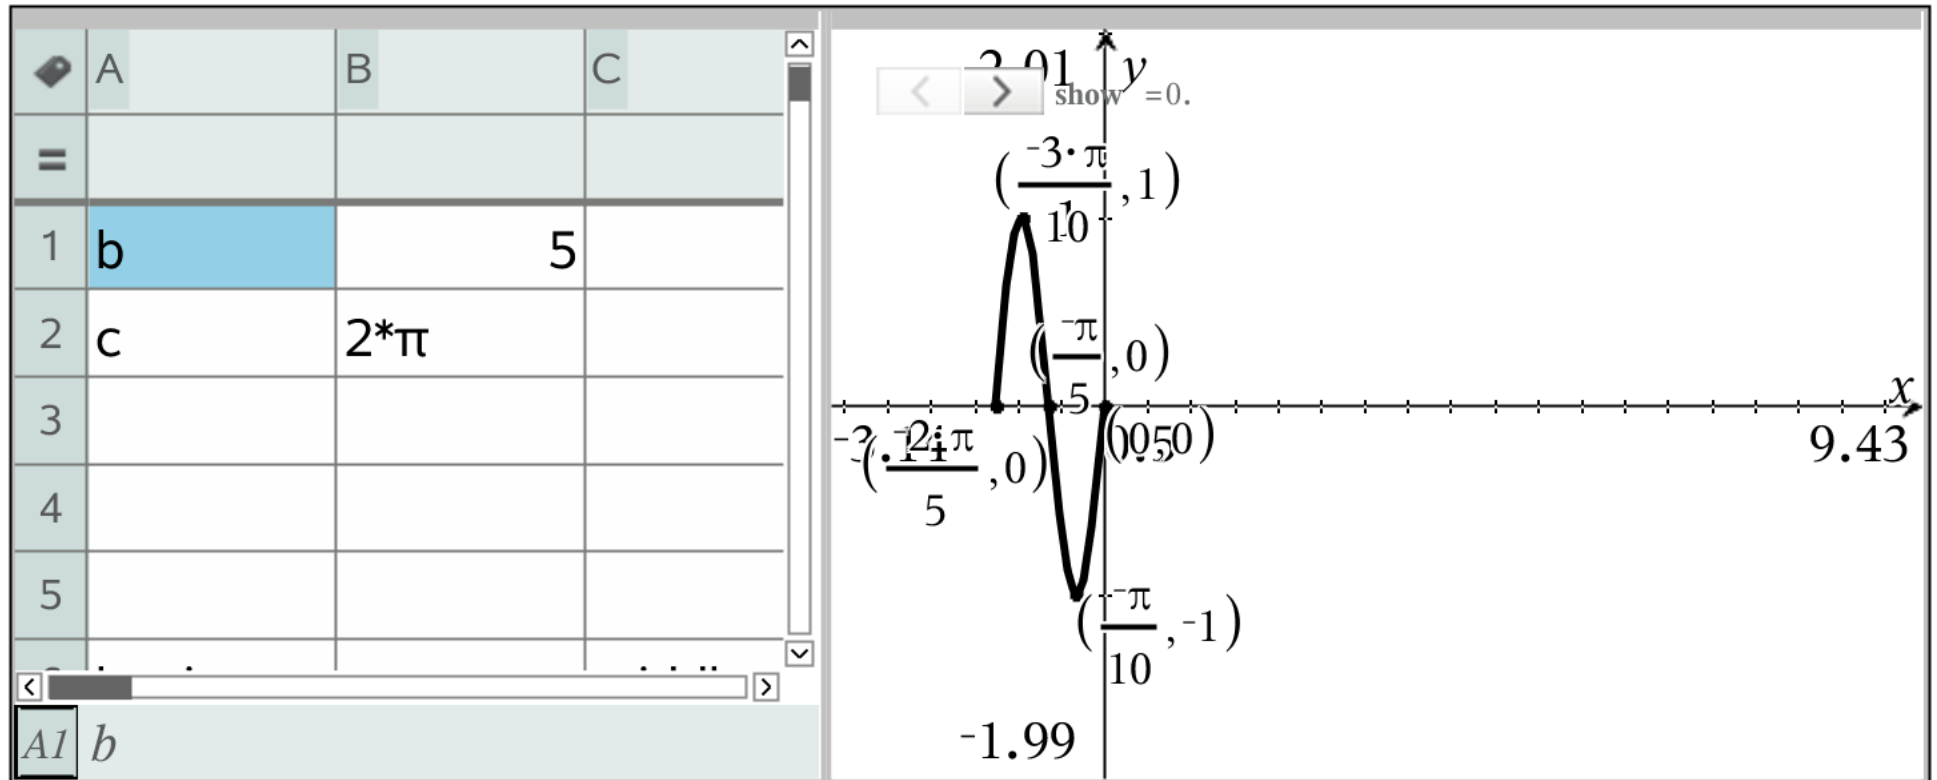 A B C
=
1 b 5
2 c 2*π
3
4
5
A1 b
y
show =0.
(⁻3·π/10,1)
1
(⁻π/5,0)
x
(⁻2·π/5,0)
9.43
(⁻π/10,⁻1)
⁻1.99